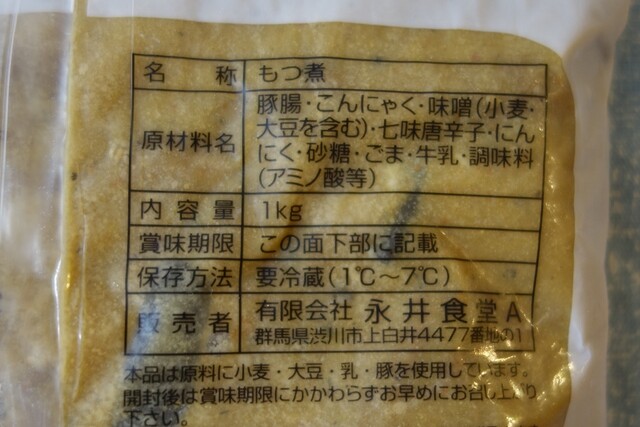 名 称 もつ煮
原材料名 豚腸・こんにゃく・味噌(小麦・
大豆を含む)・七味唐辛子・にん
にく・砂糖・ごま・牛乳・調味料
(アミノ酸等)
内容量 1kg
賞味期限 この面下部に記載
保存方法 要冷蔵(1℃～7℃)
販売者 有限会社 永井食堂A
群馬県渋川市上白井4477番地の1
本品は原料に小麦・大豆・乳・豚を使用しています。
開封後は賞味期限にかかわらずお早めにお召し上がり
下さい。